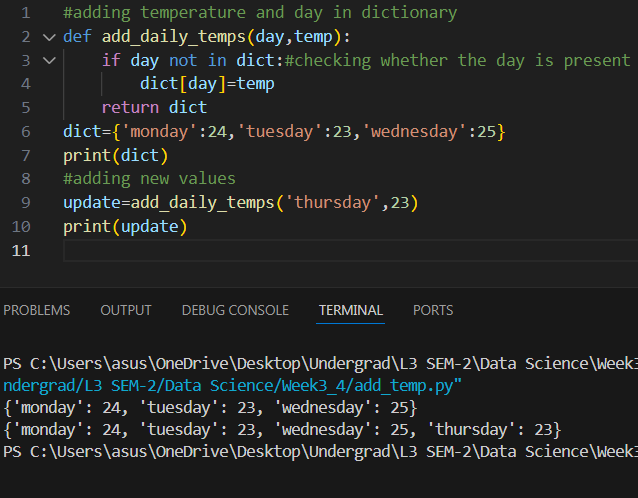 1 #adding temperature and day in dictionary
2 def add_daily_temps(day,temp):
3     if day not in dict:#checking whether the day is present
4         dict[day]=temp
5     return dict
6 dict={'monday':24,'tuesday':23,'wednesday':25}
7 print(dict)
8 #adding new values
9 update=add_daily_temps('thursday',23)
10 print(update)
11
PROBLEMS OUTPUT DEBUG CONSOLE TERMINAL PORTS
PS C:\Users\asus\OneDrive\Desktop\Undergrad\L3 SEM-2\Data Science\Week3
ndergrad/L3 SEM-2/Data Science/Week3_4/add_temp.py"
{'monday': 24, 'tuesday': 23, 'wednesday': 25}
{'monday': 24, 'tuesday': 23, 'wednesday': 25, 'thursday': 23}
PS C:\Users\asus\OneDrive\Desktop\Undergrad\L3 SEM-2\Data Science\Week3